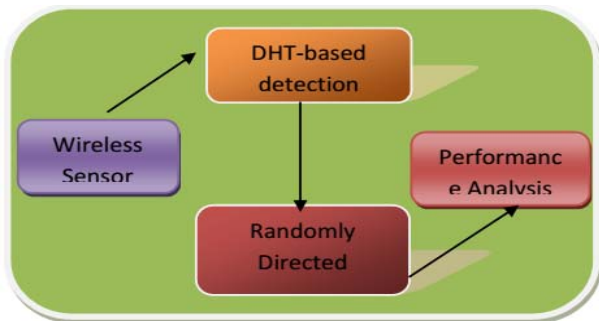 DHT-based
detection
Wireless
Sensor
Performanc
e Analysis
Randomly
Directed